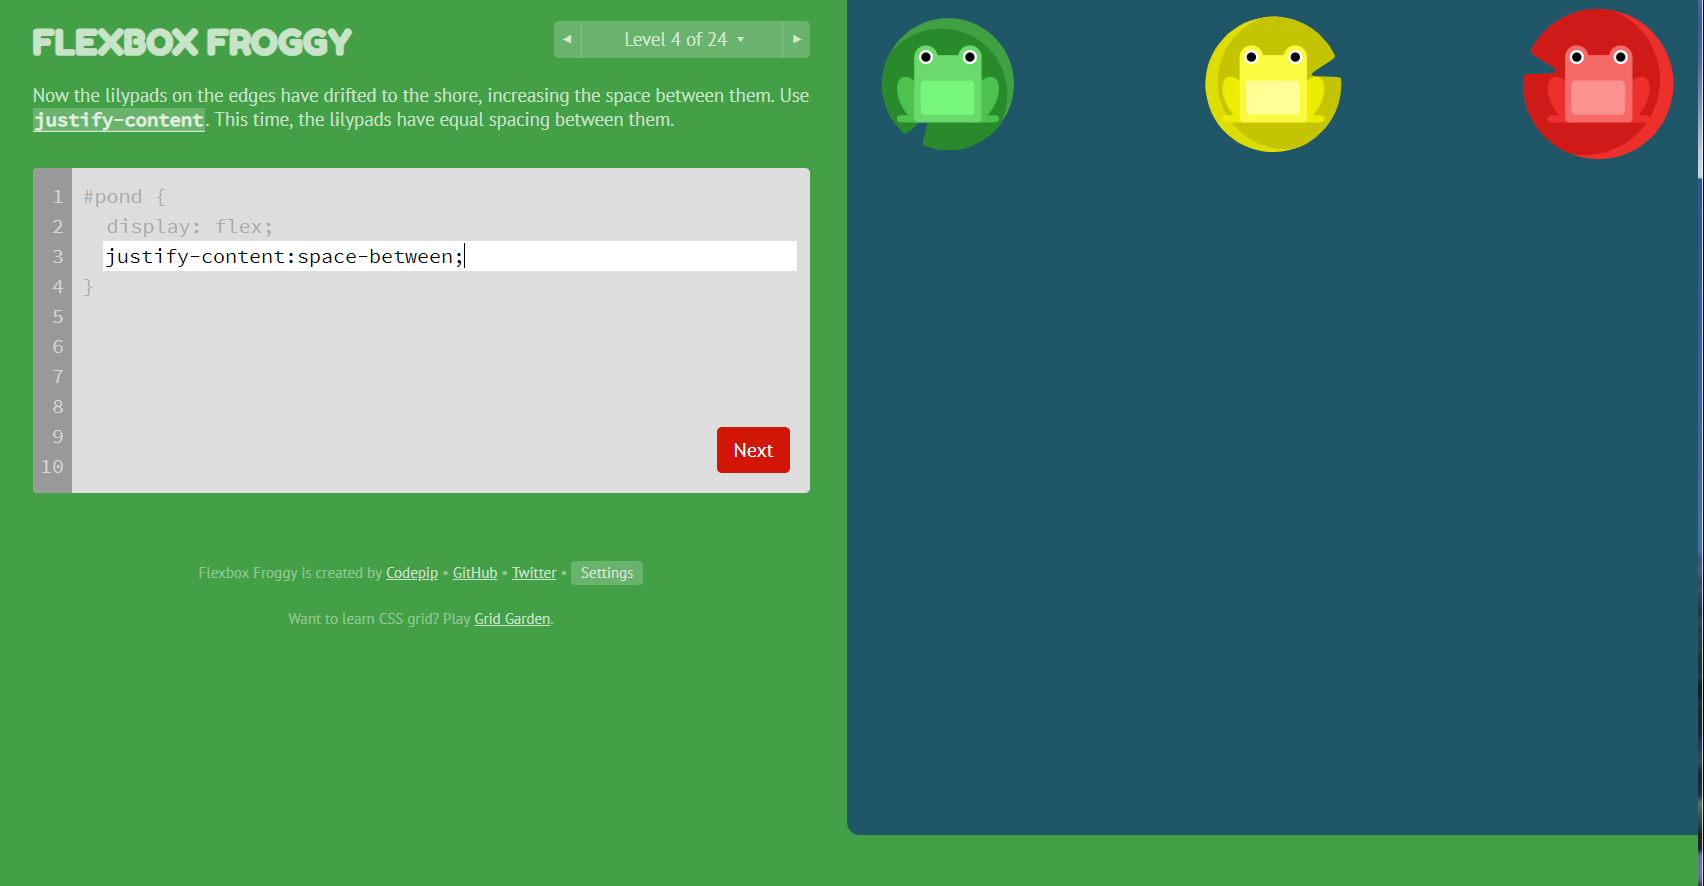 FLEXBOX FROGGY
◄ Level 4 of 24 ▾ ►
Now the lilypads on the edges have drifted to the shore, increasing the space between them. Use
justify-content. This time, the lilypads have equal spacing between them.
1 #pond {
2 display: flex;
3 justify-content:space-between;
4 }
5
6
7
8
9
10
Next
Flexbox Froggy is created by Codepip • GitHub • Twitter • Settings
Want to learn CSS grid? Play Grid Garden.